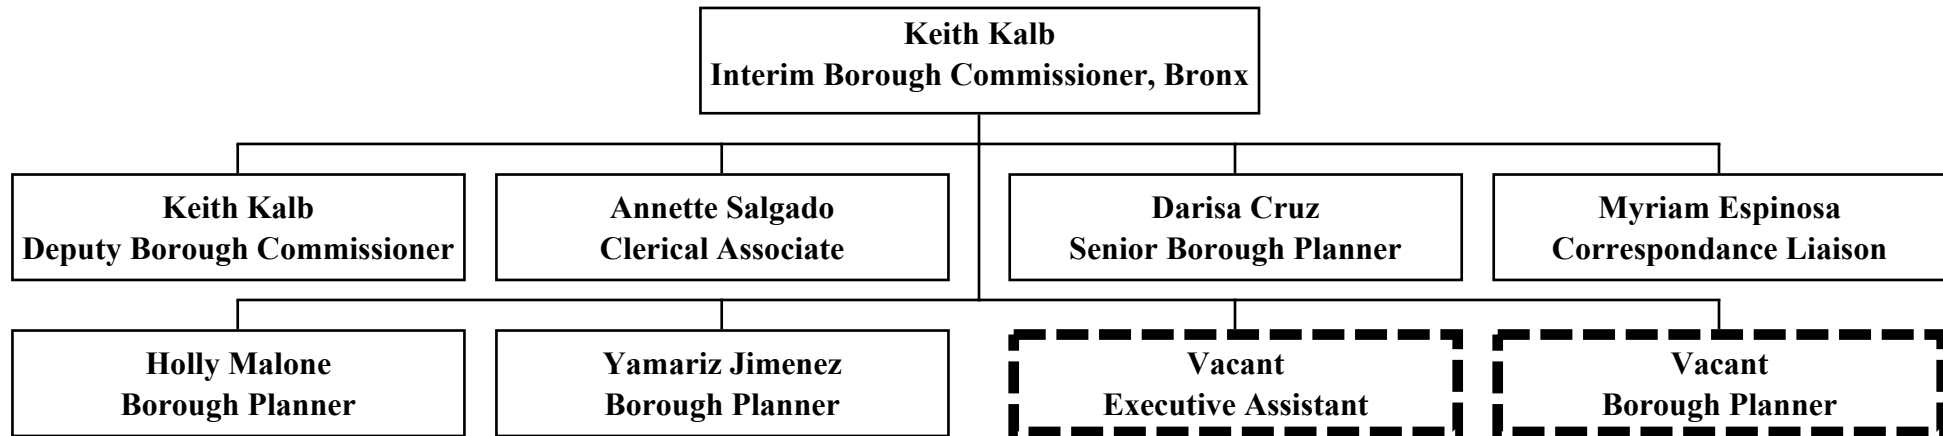 Keith Kalb
Interim Borough Commissioner, Bronx
Keith Kalb
Deputy Borough Commissioner
Annette Salgado
Clerical Associate
Darisa Cruz
Senior Borough Planner
Myriam Espinosa
Correspondance Liaison
Holly Malone
Borough Planner
Yamariz Jimenez
Borough Planner
Vacant
Executive Assistant
Vacant
Borough Planner